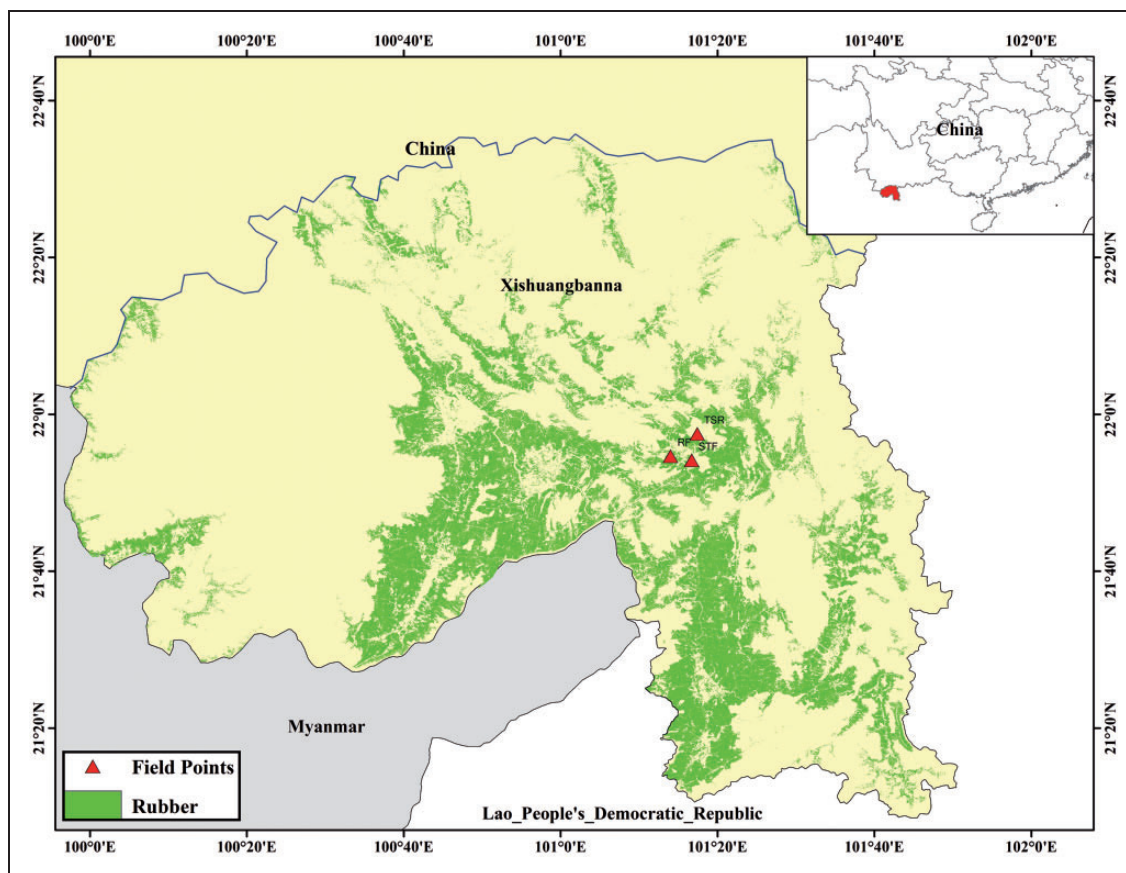 100°0'E 100°20'E 100°40'E 101°0'E 101°20'E 101°40'E 102°0'E
22°40'N
22°40'N
China
China
22°20'N
22°20'N
Xishuangbanna
22°0'N
22°0'N
TSR
RP STF
21°40'N
21°40'N
Myanmar
21°20'N
21°20'N
Field Points
Rubber
Lao_People's_Democratic_Republic
100°0'E 100°20'E 100°40'E 101°0'E 101°20'E 101°40'E 102°0'E